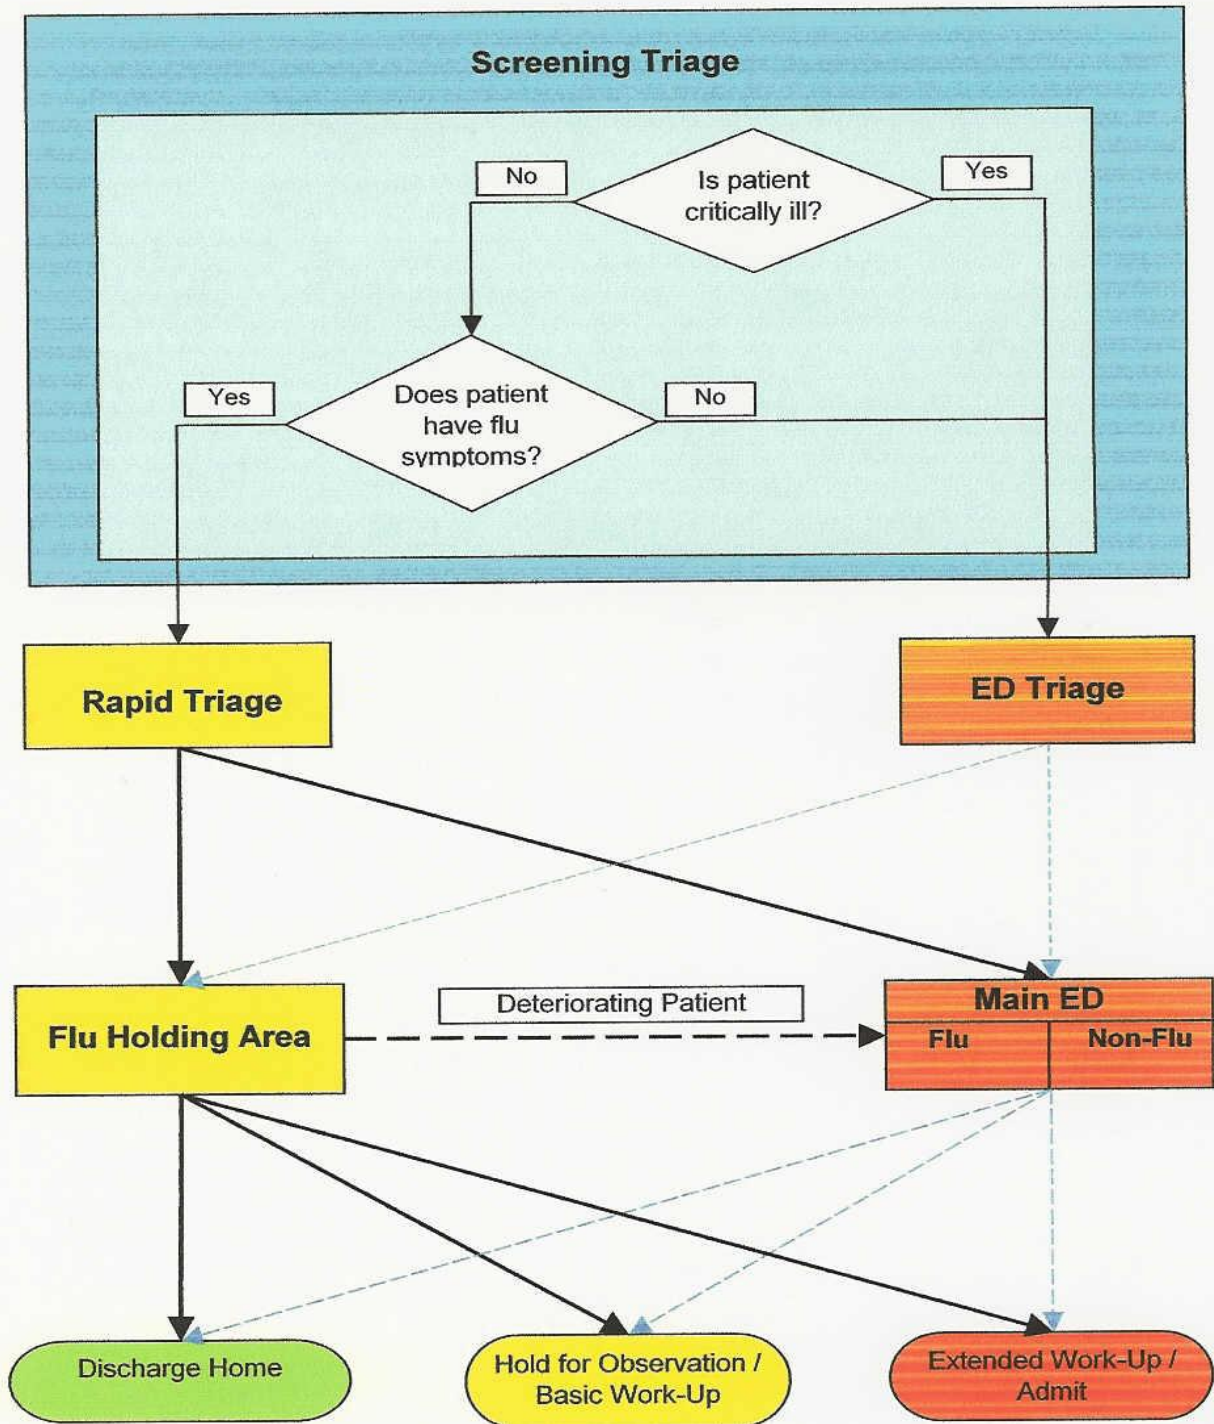 Screening Triage
Is patient
critically ill?
No
Yes
Does patient
have flu
symptoms?
Yes
No
Rapid Triage
ED Triage
Flu Holding Area
Deteriorating Patient
Main ED
Flu
Non-Flu
Discharge Home
Hold for Observation /
Basic Work-Up
Extended Work-Up /
Admit